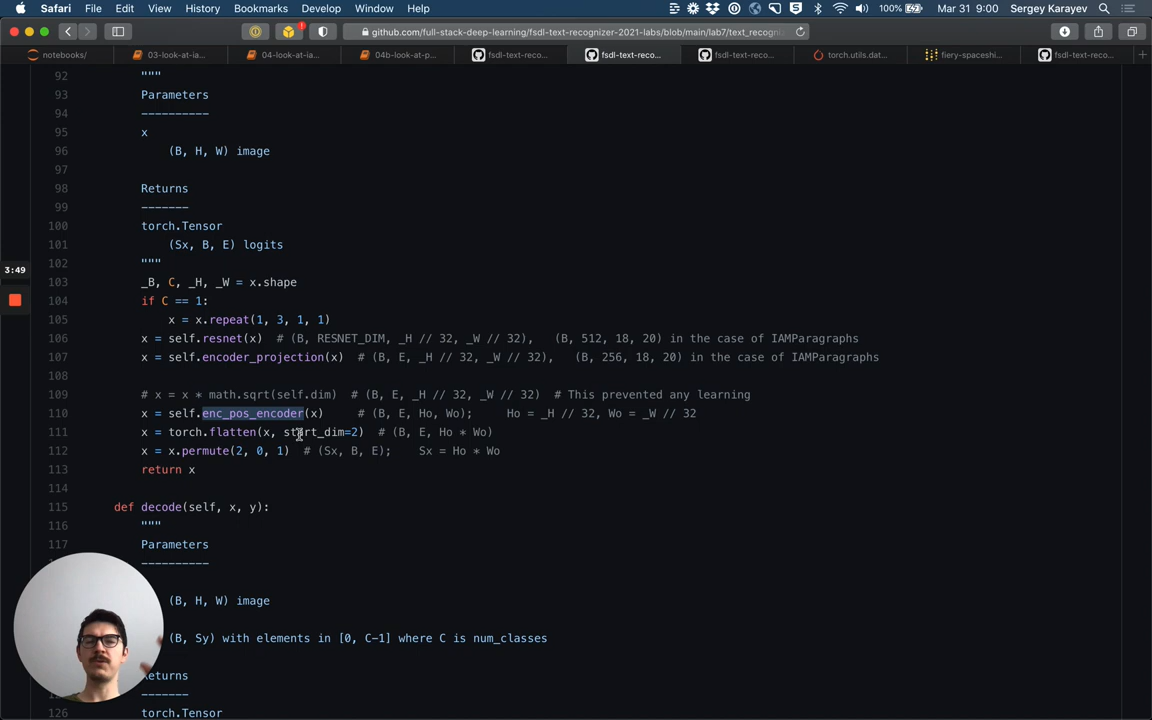 Safari File Edit View History Bookmarks Develop Window Help 100% Mar 31 9:00 Sergey Karayev
github.com/full-stack-deep-learning/fsdl-text-recognizer-2021-labs/blob/main/lab7/text_recogni
notebooks/ 03-look-at-ia... 04-look-at-ia... 04b-look-at-p... fsdl-text-reco... fsdl-text-reco... fsdl-text-reco... torch.utils.dat... fiery-spaceshi... fsdl-text-reco...
92 """
93 Parameters
94 ----------
95 x
96 (B, H, W) image
97
98 Returns
99 -------
100 torch.Tensor
101 (Sx, B, E) logits
102 """
103 _B, C, _H, _W = x.shape
104 if C == 1:
105 x = x.repeat(1, 3, 1, 1)
106 x = self.resnet(x) # (B, RESNET_DIM, _H // 32, _W // 32), (B, 512, 18, 20) in the case of IAMParagraphs
107 x = self.encoder_projection(x) # (B, E, _H // 32, _W // 32), (B, 256, 18, 20) in the case of IAMParagraphs
108
109 # x = x * math.sqrt(self.dim) # (B, E, _H // 32, _W // 32) # This prevented any learning
110 x = self.enc_pos_encoder(x) # (B, E, Ho, Wo); Ho = _H // 32, Wo = _W // 32
111 x = torch.flatten(x, start_dim=2) # (B, E, Ho * Wo)
112 x = x.permute(2, 0, 1) # (Sx, B, E); Sx = Ho * Wo
113 return x
114
115 def decode(self, x, y):
116 """
117 Parameters
----------
(B, H, W) image
(B, Sy) with elements in [0, C-1] where C is num_classes
Returns
-------
126 torch.Tensor
3:49